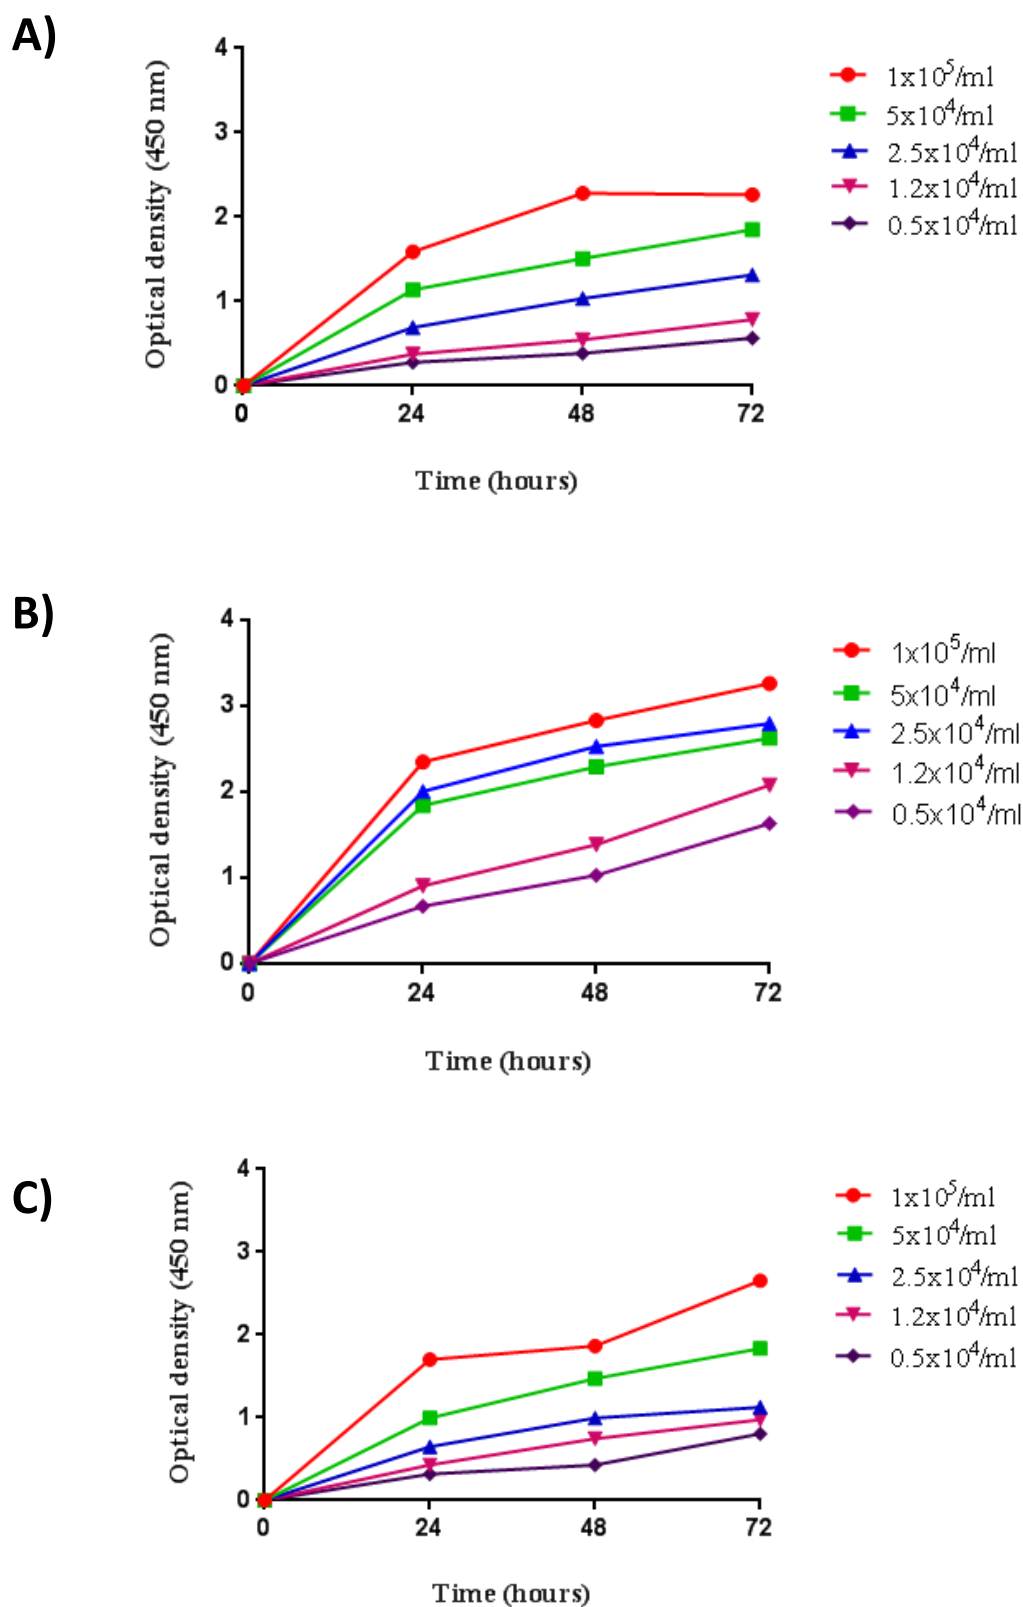 A)
Optical density (450 nm)
4
3
2
1
0
0 24 48 72
Time (hours)
1x10⁵/ml
5x10⁴/ml
2.5x10⁴/ml
1.2x10⁴/ml
0.5x10⁴/ml
B)
Optical density (450 nm)
4
3
2
1
0
0 24 48 72
Time (hours)
1x10⁵/ml
5x10⁴/ml
2.5x10⁴/ml
1.2x10⁴/ml
0.5x10⁴/ml
C)
Optical density (450 nm)
4
3
2
1
0
0 24 48 72
Time (hours)
1x10⁵/ml
5x10⁴/ml
2.5x10⁴/ml
1.2x10⁴/ml
0.5x10⁴/ml